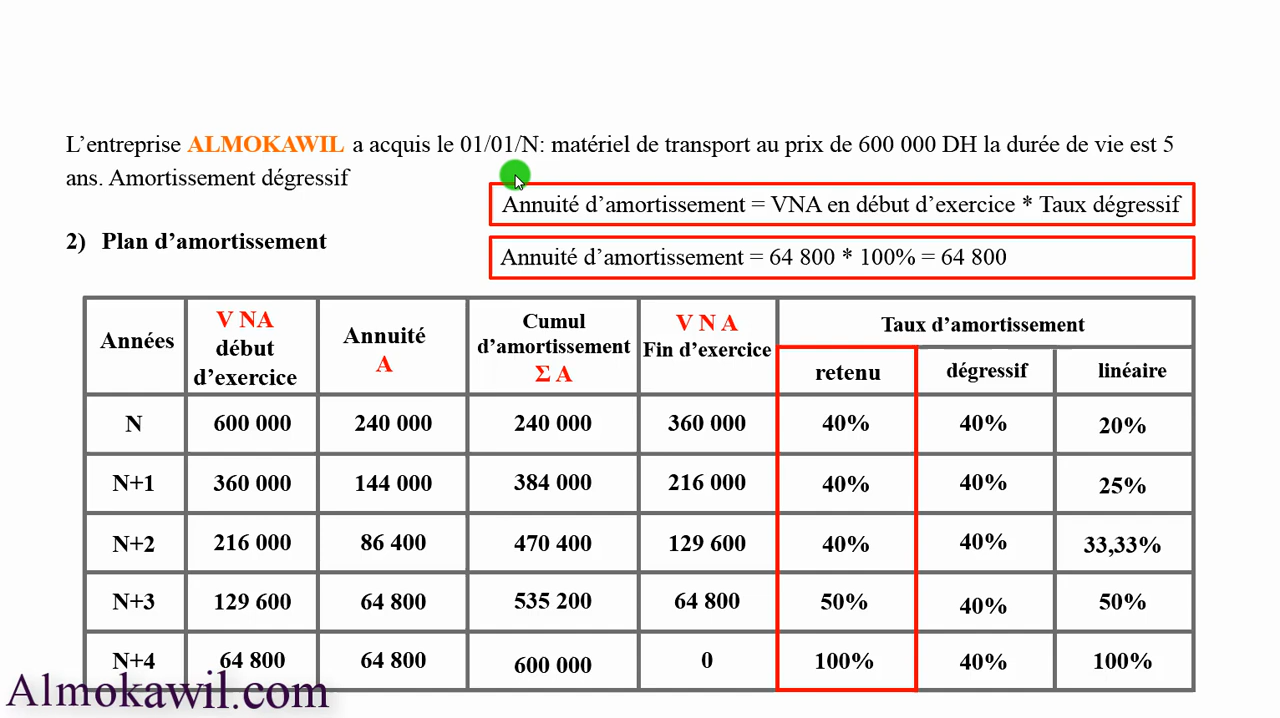 L’entreprise ALMOKAWIL a acquis le 01/01/N: matériel de transport au prix de 600 000 DH la durée de vie est 5
ans. Amortissement dégressif
Annuité d’amortissement = VNA en début d’exercice * Taux dégressif
2) Plan d’amortissement
Annuité d’amortissement = 64 800 * 100% = 64 800
Années
V NA
début
d’exercice
Annuité
A
Cumul
d’amortissement
Σ A
V N A
Fin d’exercice
Taux d’amortissement
retenu dégressif linéaire
N 600 000 240 000 240 000 360 000 40% 40% 20%
N+1 360 000 144 000 384 000 216 000 40% 40% 25%
N+2 216 000 86 400 470 400 129 600 40% 40% 33,33%
N+3 129 600 64 800 535 200 64 800 50% 40% 50%
N+4 64 800 64 800 600 000 0 100% 40% 100%
Almokawil.com